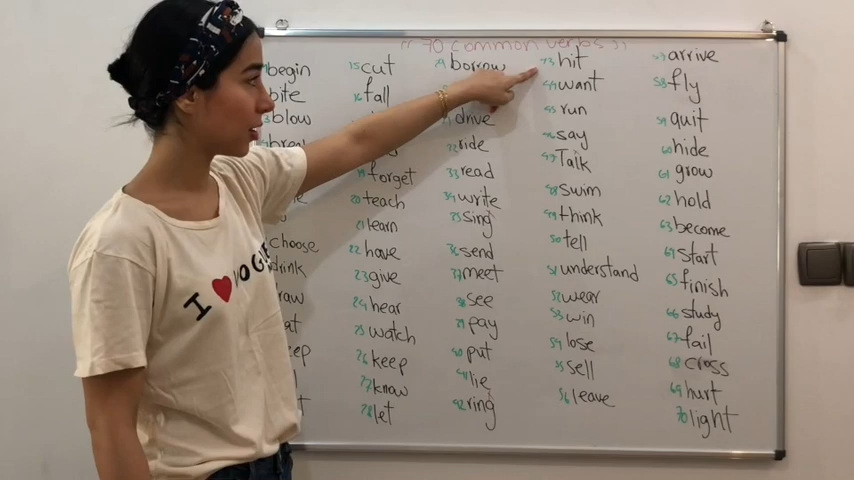 " 70 common verbs "
begin
bite
3 blow
choose
drink
15 cut
16 fall
forget
20 teach
21 learn
22 have
23 give
24 hear
25 watch
26 keep
27 know
28 let
29 borrow
drive
32 ride
33 read
34 write
35 sing
36 send
37 meet
38 see
39 pay
40 put
41 lie
42 ring
43 hit
44 want
45 run
46 say
47 Talk
48 swim
49 think
50 tell
51 understand
52 wear
53 win
54 lose
55 sell
56 leave
57 arrive
58 fly
59 quit
60 hide
61 grow
62 hold
63 become
64 start
65 finish
66 study
67 fail
68 cross
69 hurt
70 light
I ♥ VOGUE